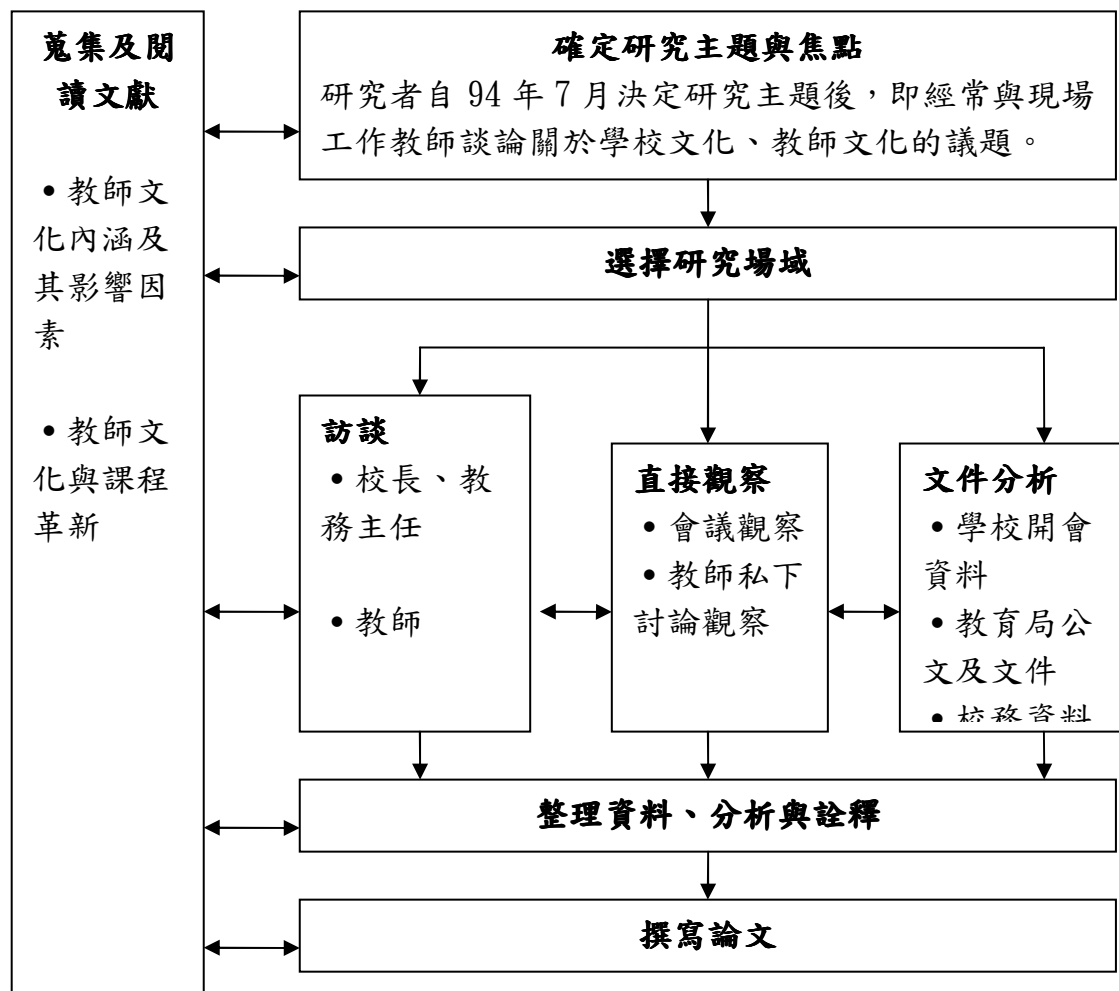 蒐集及閱
讀文獻
• 教師文
化內涵及
其影響因
素
• 教師文
化與課程
革新
確定研究主題與焦點
研究者自 94 年 7 月決定研究主題後，即經常與現場
工作教師談論關於學校文化、教師文化的議題。
選擇研究場域
訪談
• 校長、教
務主任
• 教師
直接觀察
• 會議觀察
• 教師私下
討論觀察
文件分析
• 學校開會
資料
• 教育局公
文及文件
• 校務資料
整理資料、分析與詮釋
撰寫論文